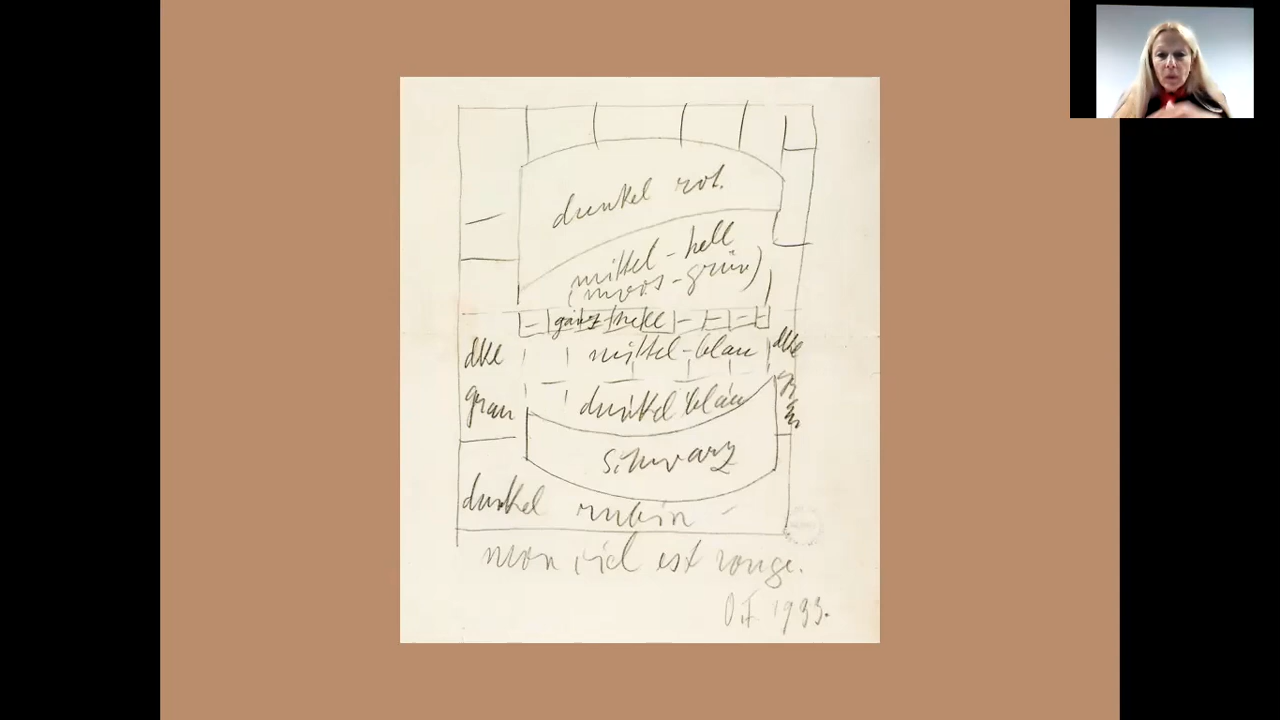 dunkel rot.
mittel-hell
(moos-grün)
ganz hell
dkl
mittel-blau
dkl
grau
dunkel blau
schwarz
dunkel rubin
mon ciel est rouge.
O.F. 1933.